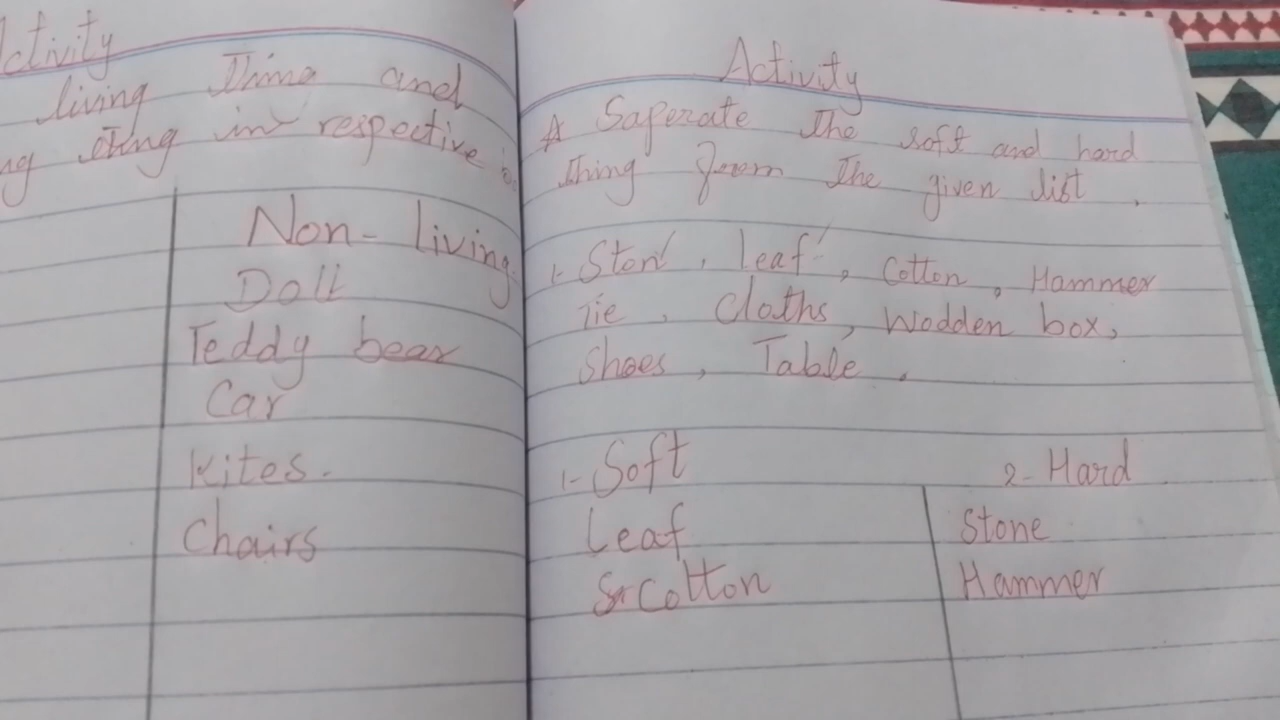 Activity
living Thing and
ng thing in respective
Non-living
Doll
Teddy bear
Car
Kites.
Chairs
Activity
Saperate The soft and hard
Thing from The given list.
1- Ston, leaf, Cotton, Hammer
Tie, Cloths, Wodden box,
Shoes, Table.
1- Soft
2- Hard
Leaf
Stone
Cotton
Hammer